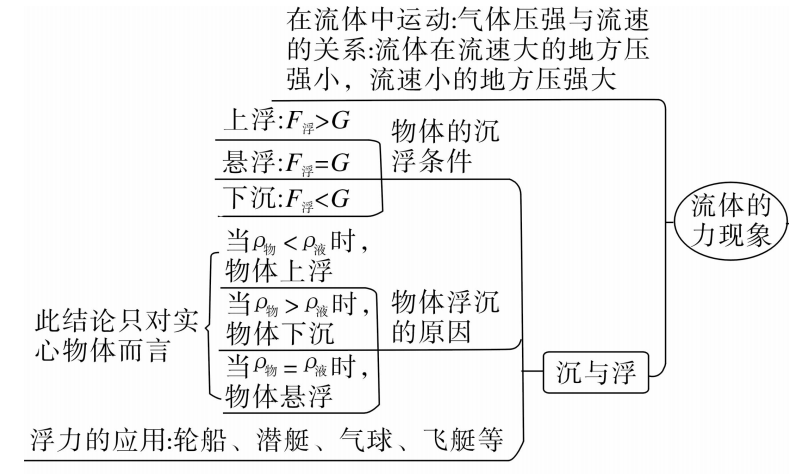 在流体中运动:气体压强与流速
的关系:流体在流速大的地方压
强小，流速小的地方压强大
上浮:F浮>G
悬浮:F浮=G
下沉:F浮<G
物体的沉
浮条件
流体的
力现象
当ρ物<ρ液时，
物体上浮
当ρ物>ρ液时，
物体下沉
当ρ物=ρ液时，
物体悬浮
此结论只对实
心物体而言
物体浮沉
的原因
沉与浮
浮力的应用:轮船、潜艇、气球、飞艇等